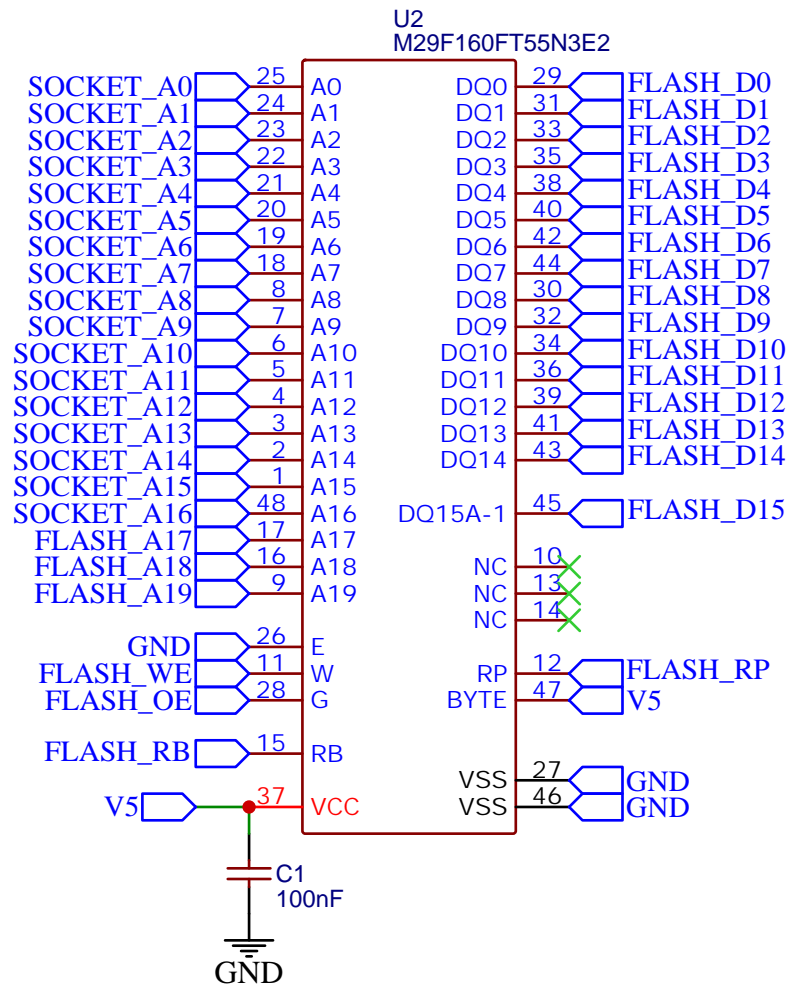 U2
M29F160FT55N3E2
SOCKET_A0 25 A0 DQ0 29 FLASH_D0
SOCKET_A1 24 A1 DQ1 31 FLASH_D1
SOCKET_A2 23 A2 DQ2 33 FLASH_D2
SOCKET_A3 22 A3 DQ3 35 FLASH_D3
SOCKET_A4 21 A4 DQ4 38 FLASH_D4
SOCKET_A5 20 A5 DQ5 40 FLASH_D5
SOCKET_A6 19 A6 DQ6 42 FLASH_D6
SOCKET_A7 18 A7 DQ7 44 FLASH_D7
SOCKET_A8 8 A8 DQ8 30 FLASH_D8
SOCKET_A9 7 A9 DQ9 32 FLASH_D9
SOCKET_A10 6 A10 DQ10 34 FLASH_D10
SOCKET_A11 5 A11 DQ11 36 FLASH_D11
SOCKET_A12 4 A12 DQ12 39 FLASH_D12
SOCKET_A13 3 A13 DQ13 41 FLASH_D13
SOCKET_A14 2 A14 DQ14 43 FLASH_D14
SOCKET_A15 1 A15
SOCKET_A16 48 A16 DQ15A-1 45 FLASH_D15
FLASH_A17 17 A17
FLASH_A18 16 A18 NC 10
FLASH_A19 9 A19 NC 13
NC 14
GND 26 E
FLASH_WE 11 W RP 12 FLASH_RP
FLASH_OE 28 G BYTE 47 V5
FLASH_RB 15 RB
VSS 27 GND
V5 37 VCC VSS 46 GND
C1
100nF
GND